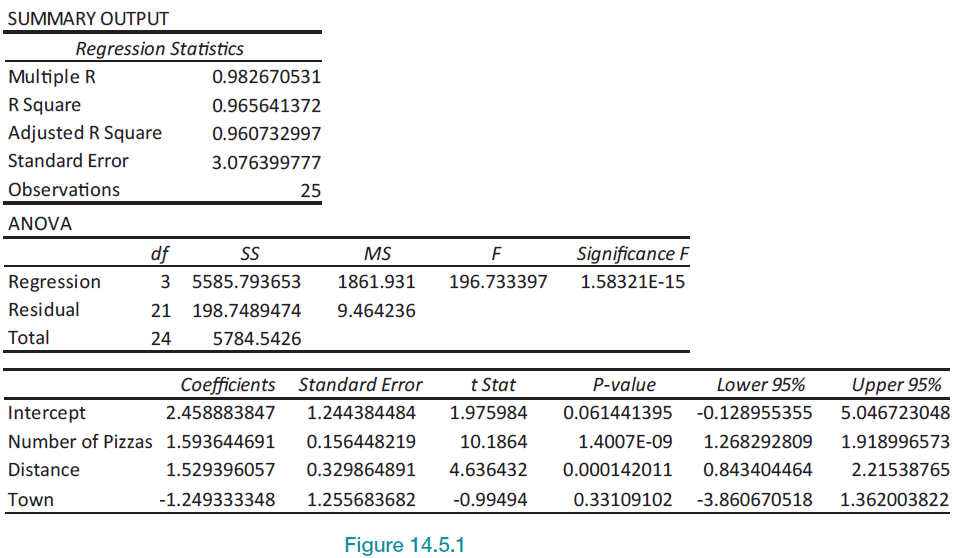 SUMMARY OUTPUT
Regression Statistics
Multiple R 0.982670531
R Square 0.965641372
Adjusted R Square 0.960732997
Standard Error 3.076399777
Observations 25
ANOVA
df SS MS F Significance F
Regression 3 5585.793653 1861.931 196.733397 1.58321E-15
Residual 21 198.7489474 9.464236
Total 24 5784.5426
Coefficients Standard Error t Stat P-value Lower 95% Upper 95%
Intercept 2.458883847 1.244384484 1.975984 0.061441395 -0.128955355 5.046723048
Number of Pizzas 1.593644691 0.156448219 10.1864 1.4007E-09 1.268292809 1.918996573
Distance 1.529396057 0.329864891 4.636432 0.000142011 0.843404464 2.21538765
Town -1.249333348 1.255683682 -0.99494 0.33109102 -3.860670518 1.362003822
Figure 14.5.1